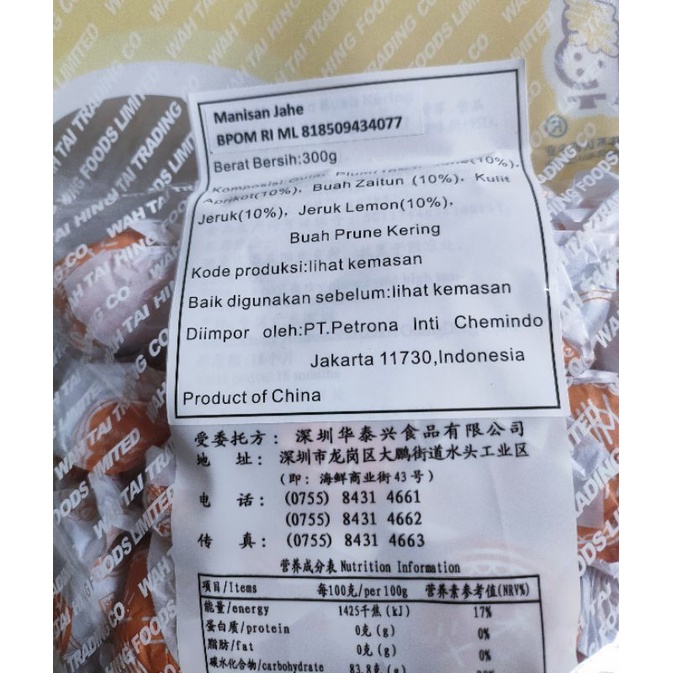 WAH TAI HING TRADING CO
FOODS LIMITED
Manisan Jahe
BPOM RI ML 818509434077
Berat Bersih:300g
Aprikot(10%), Buah Zaitun (10%), Kulit
Jeruk(10%), Jeruk Lemon(10%),
Buah Prune Kering
Kode produksi:lihat kemasan
Baik digunakan sebelum:lihat kemasan
Diimpor oleh:PT.Petrona Inti Chemindo
Jakarta 11730,Indonesia
Product of China
受委托方: 深圳华泰兴食品有限公司
地 址: 深圳市龙岗区大鹏街道水头工业区
(即: 海鲜商业街43号)
电 话: (0755) 8431 4661
(0755) 8431 4662
传 真: (0755) 8431 4663
营养成分表 Nutrition Information
项目/Items 每100克/per 100g 营养素参考值(NRV%)
能量/energy 1425千焦(kJ) 17%
蛋白质/protein 0克(g) 0%
脂肪/fat 0克(g) 0%
碳水化合物/carbohydrate 83.8克(g)